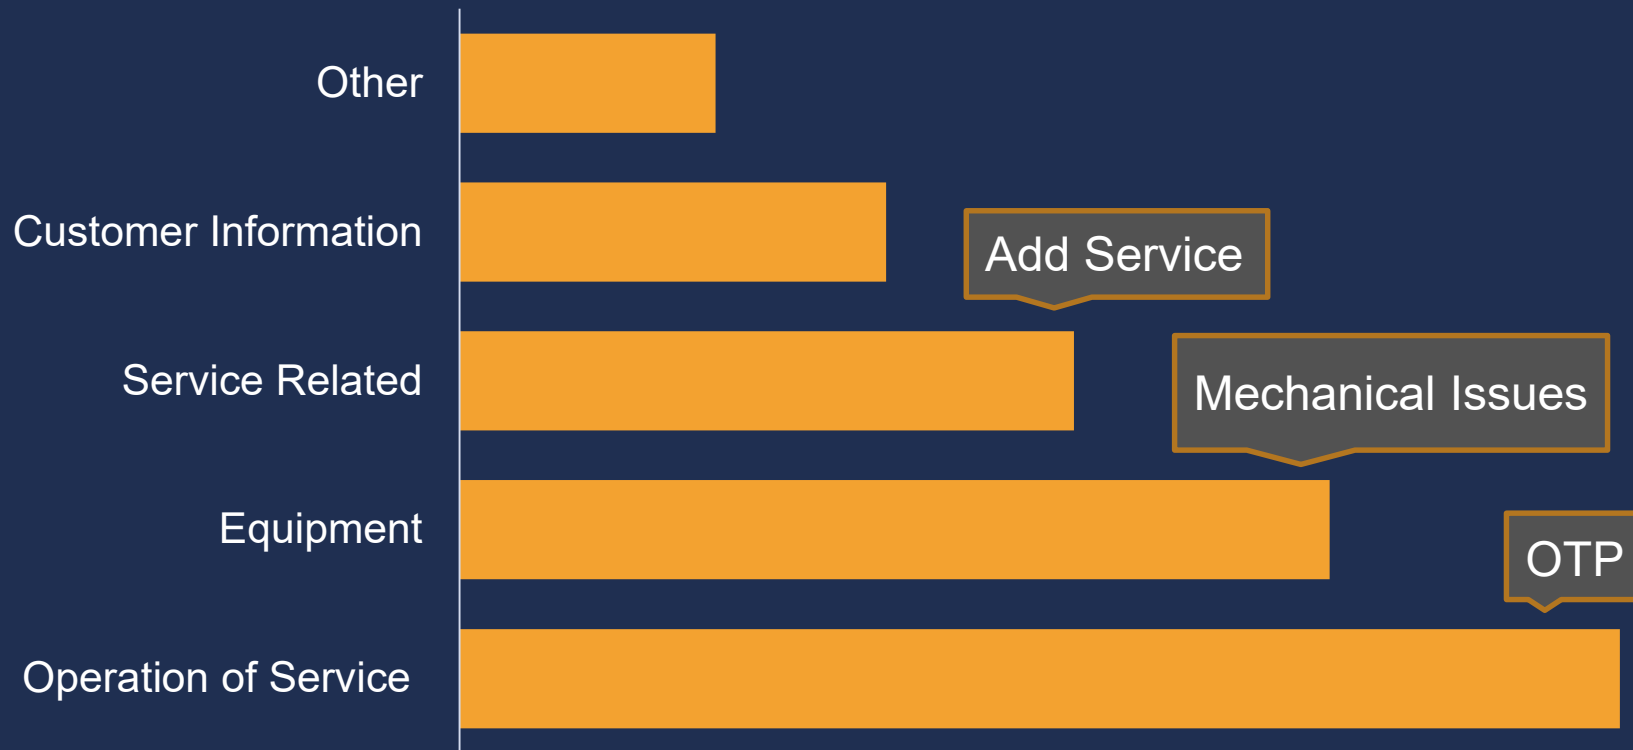 Other
Customer Information
Add Service
Service Related
Mechanical Issues
Equipment
OTP
Operation of Service